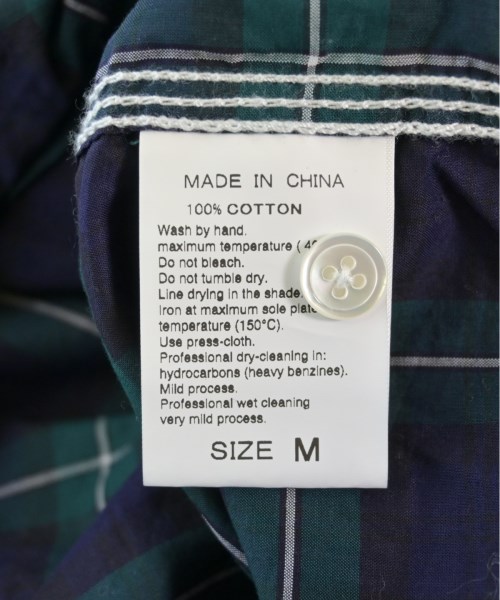 MADE IN CHINA
100% COTTON
Wash by hand.
maximum temperature (
Do not bleach.
Do not tumble dry.
Line drying in the shade.
Iron at maximum sole plate
temperature (150°C).
Use press-cloth.
Professional dry-cleaning in:
hydrocarbons (heavy benzines).
Mild process.
Professional wet cleaning
very mild process.
SIZE M